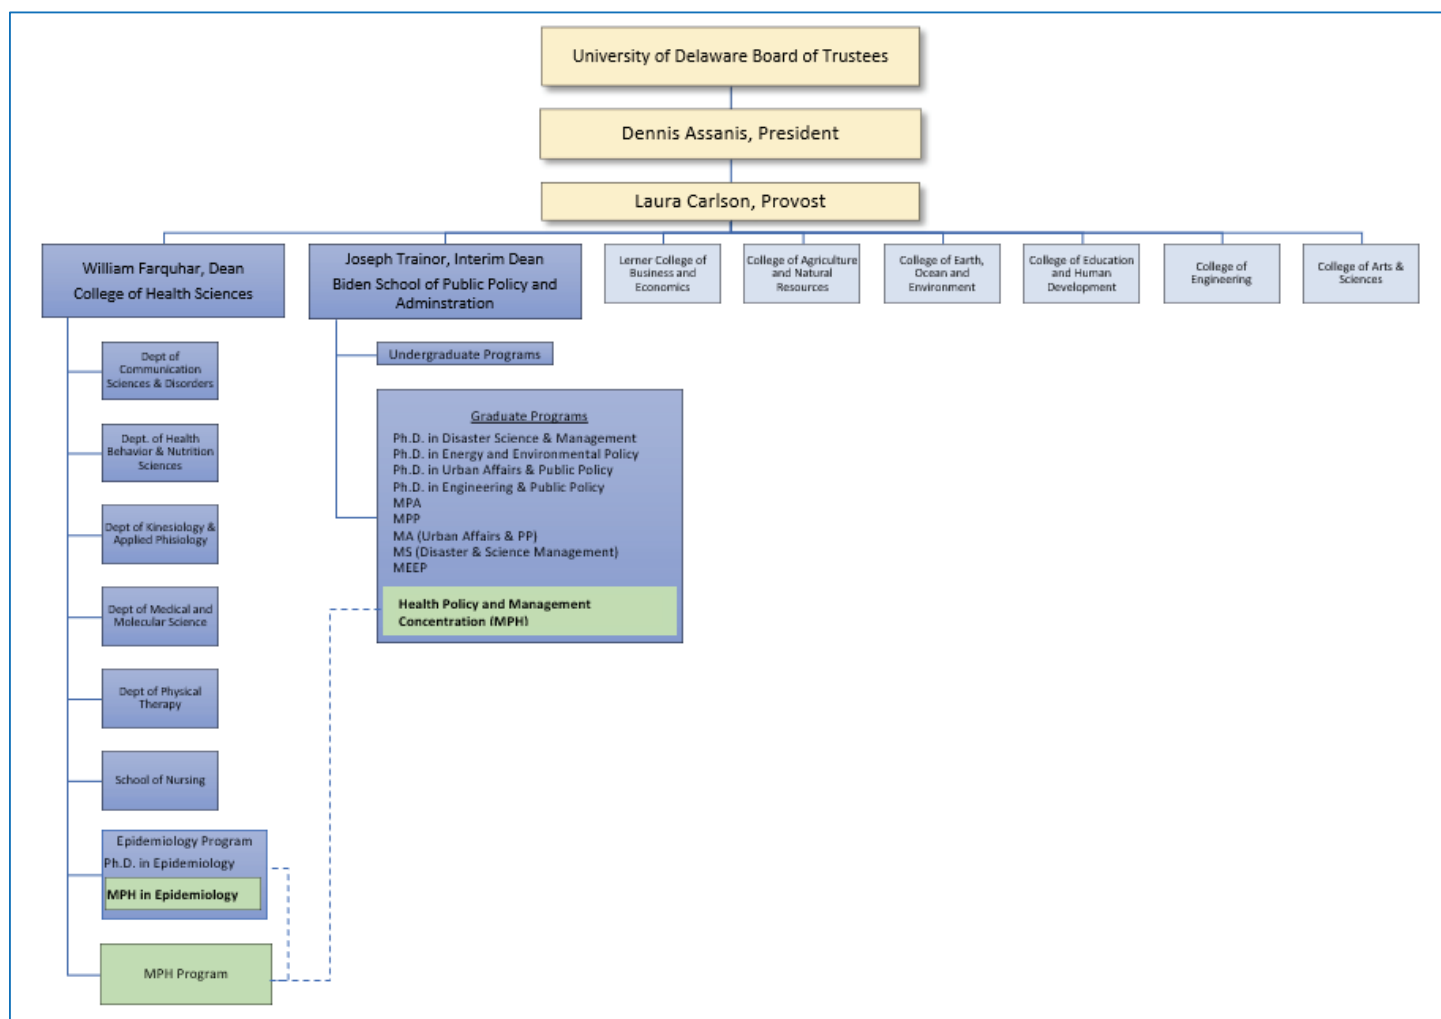 University of Delaware Board of Trustees
Dennis Assanis, President
Laura Carlson, Provost
William Farquhar, Dean
College of Health Sciences
Joseph Trainor, Interim Dean
Biden School of Public Policy and
Adminstration
Lerner College of
Business and
Economics
College of Agriculture
and Natural
Resources
College of Earth,
Ocean and
Environment
College of Education
and Human
Development
College of
Engineering
College of Arts &
Sciences
Dept of
Communication
Sciences & Disorders
Dept. of Health
Behavior & Nutrition
Sciences
Dept of Kinesiology &
Applied Phisiology
Dept of Medical and
Molecular Science
Dept of Physical
Therapy
School of Nursing
Epidemiology Program
Ph.D. in Epidemiology
MPH in Epidemiology
MPH Program
Undergraduate Programs
Graduate Programs
Ph.D. in Disaster Science & Management
Ph.D. in Energy and Environmental Policy
Ph.D. in Urban Affairs & Public Policy
Ph.D. in Engineering & Public Policy
MPA
MPP
MA (Urban Affairs & PP)
MS (Disaster & Science Management)
MEEP
Health Policy and Management
Concentration (MPH)